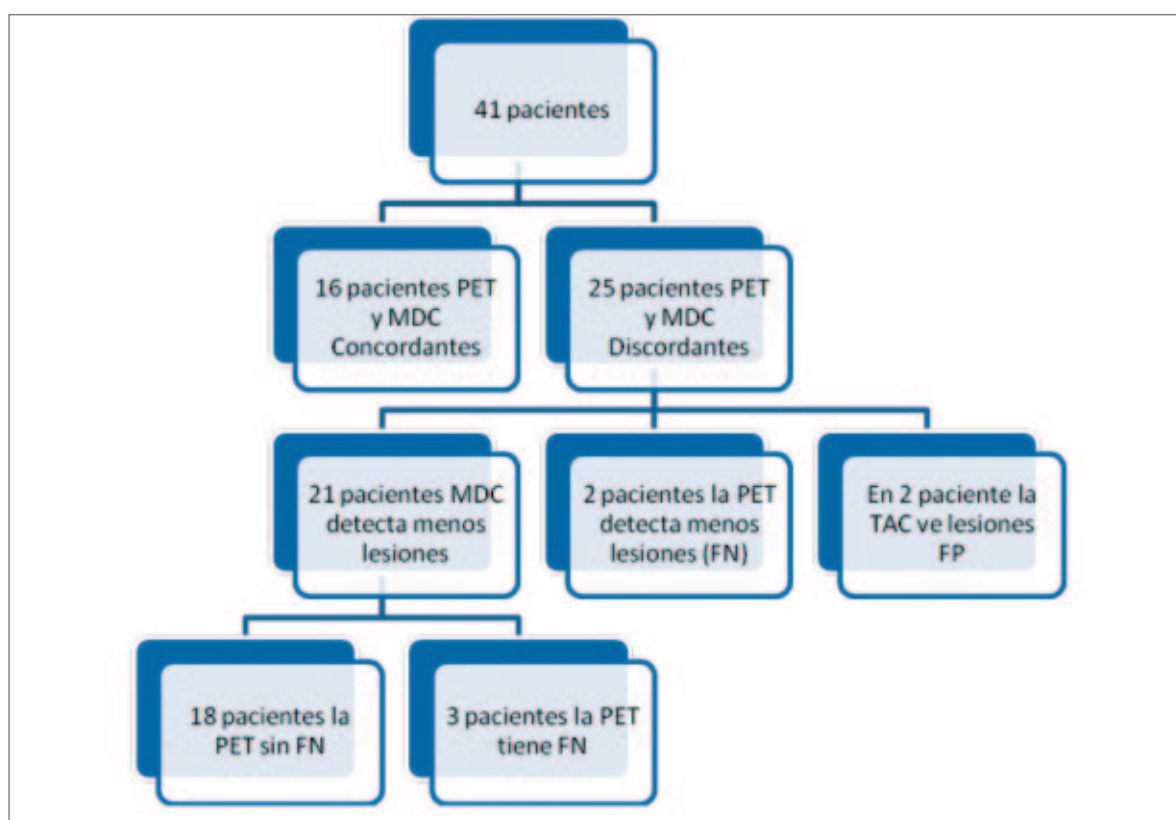 41 pacientes
16 pacientes PET
y MDC
Concordantes
25 pacientes PET
y MDC
Discordantes
21 pacientes MDC
detecta menos
lesiones
2 pacientes la PET
detecta menos
lesiones (FN)
En 2 paciente la
TAC ve lesiones
FP
18 pacientes la
PET sin FN
3 pacientes la PET
tiene FN